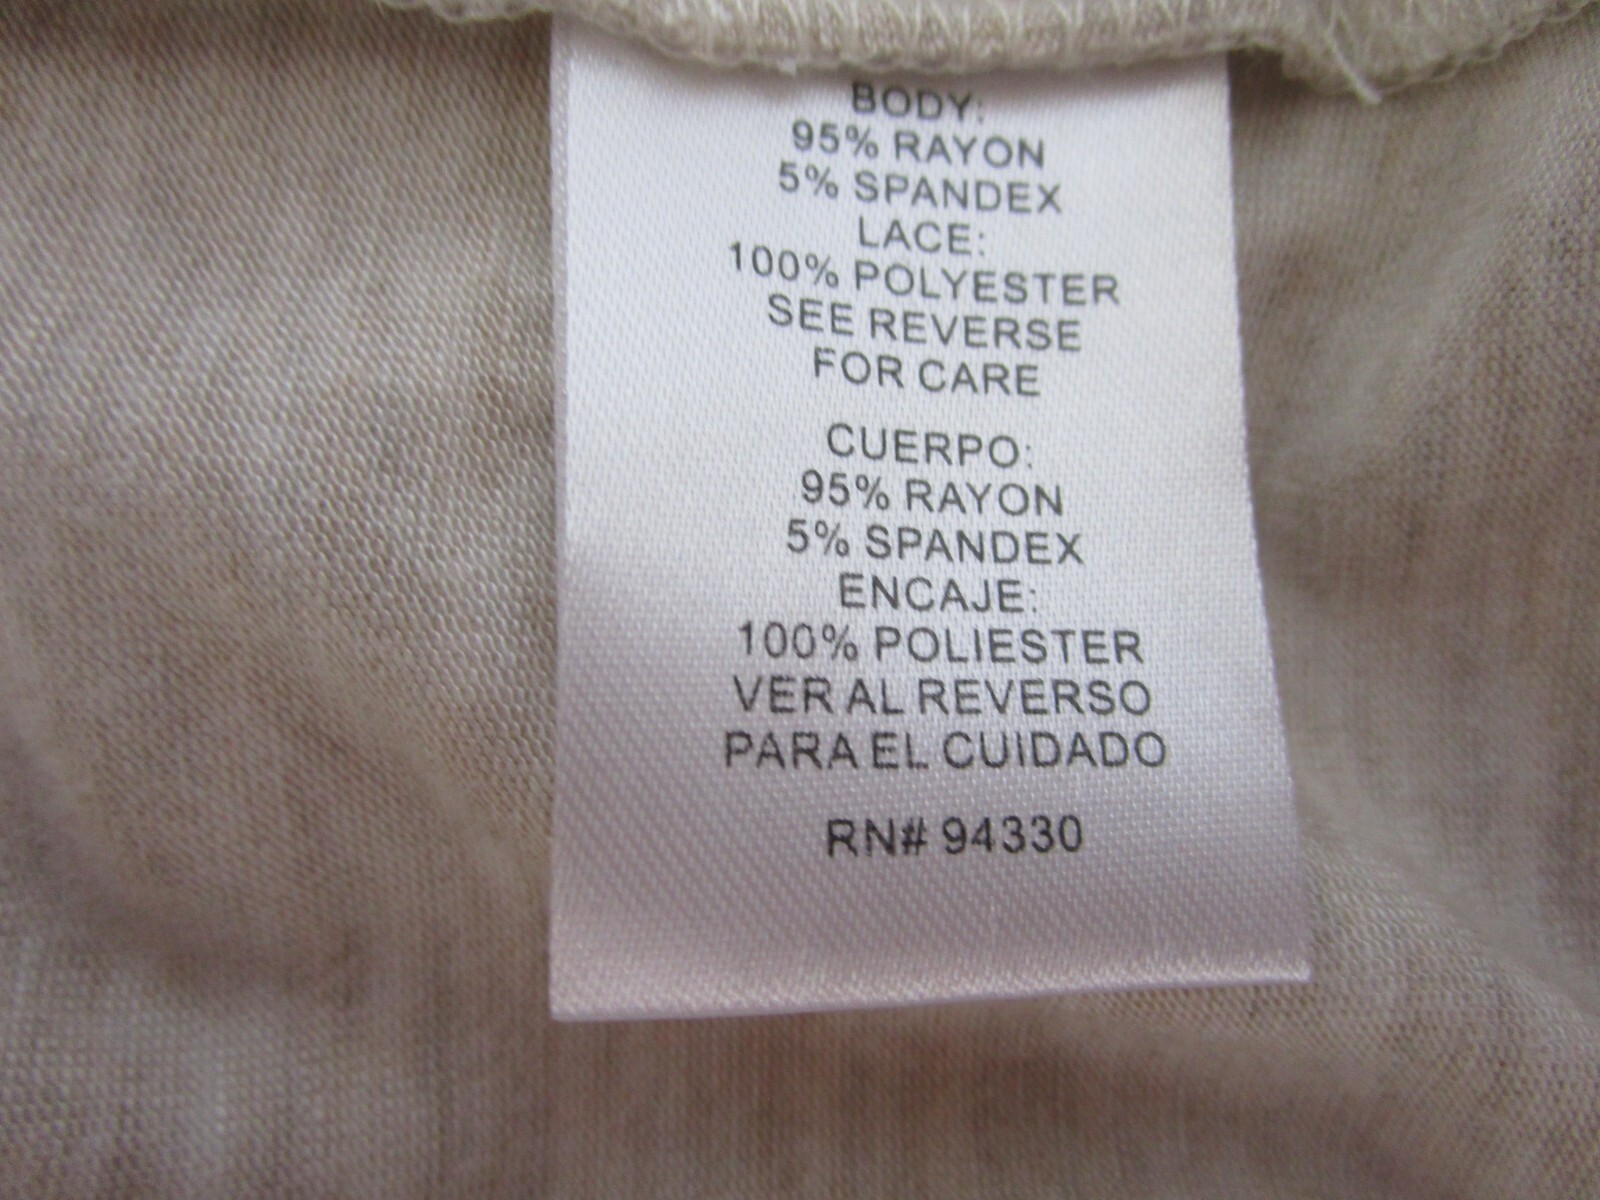 BODY:
95% RAYON
5% SPANDEX
LACE:
100% POLYESTER
SEE REVERSE
FOR CARE
CUERPO:
95% RAYON
5% SPANDEX
ENCAJE:
100% POLIESTER
VER AL REVERSO
PARA EL CUIDADO
RN# 94330